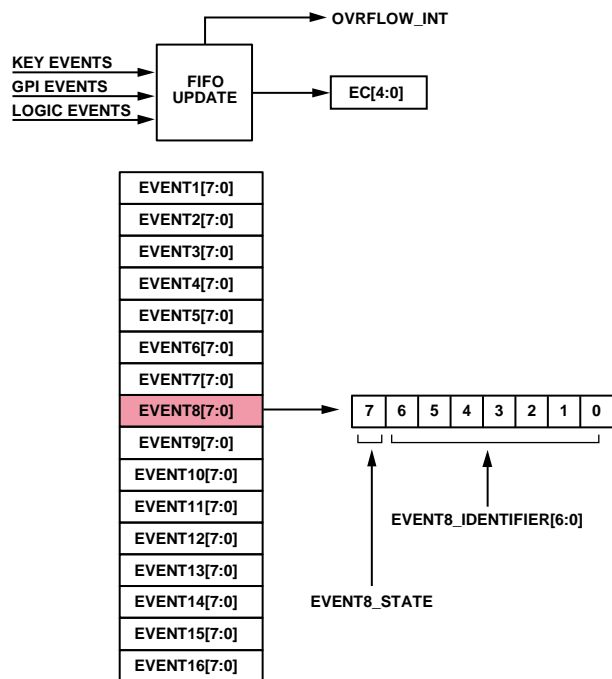 OVRFLOW_INT
KEY EVENTS
GPI EVENTS
LOGIC EVENTS
FIFO
UPDATE
EC[4:0]
EVENT1[7:0]
EVENT2[7:0]
EVENT3[7:0]
EVENT4[7:0]
EVENT5[7:0]
EVENT6[7:0]
EVENT7[7:0]
EVENT8[7:0]
7 6 5 4 3 2 1 0
EVENT9[7:0]
EVENT10[7:0]
EVENT11[7:0]
EVENT8_IDENTIFIER[6:0]
EVENT12[7:0]
EVENT13[7:0]
EVENT14[7:0]
EVENT8_STATE
EVENT15[7:0]
EVENT16[7:0]